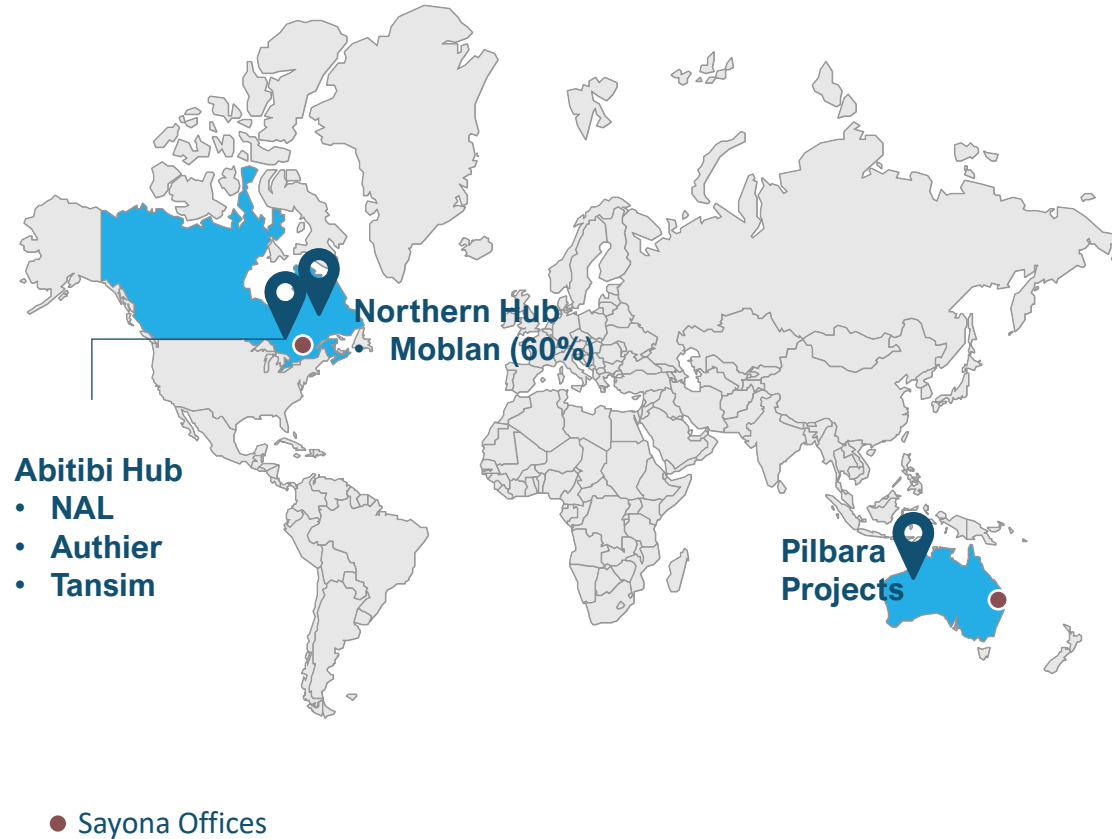 Northern Hub
• Moblan (60%)
Abitibi Hub
• NAL
• Authier
• Tansim
Pilbara
Projects
Sayona Offices